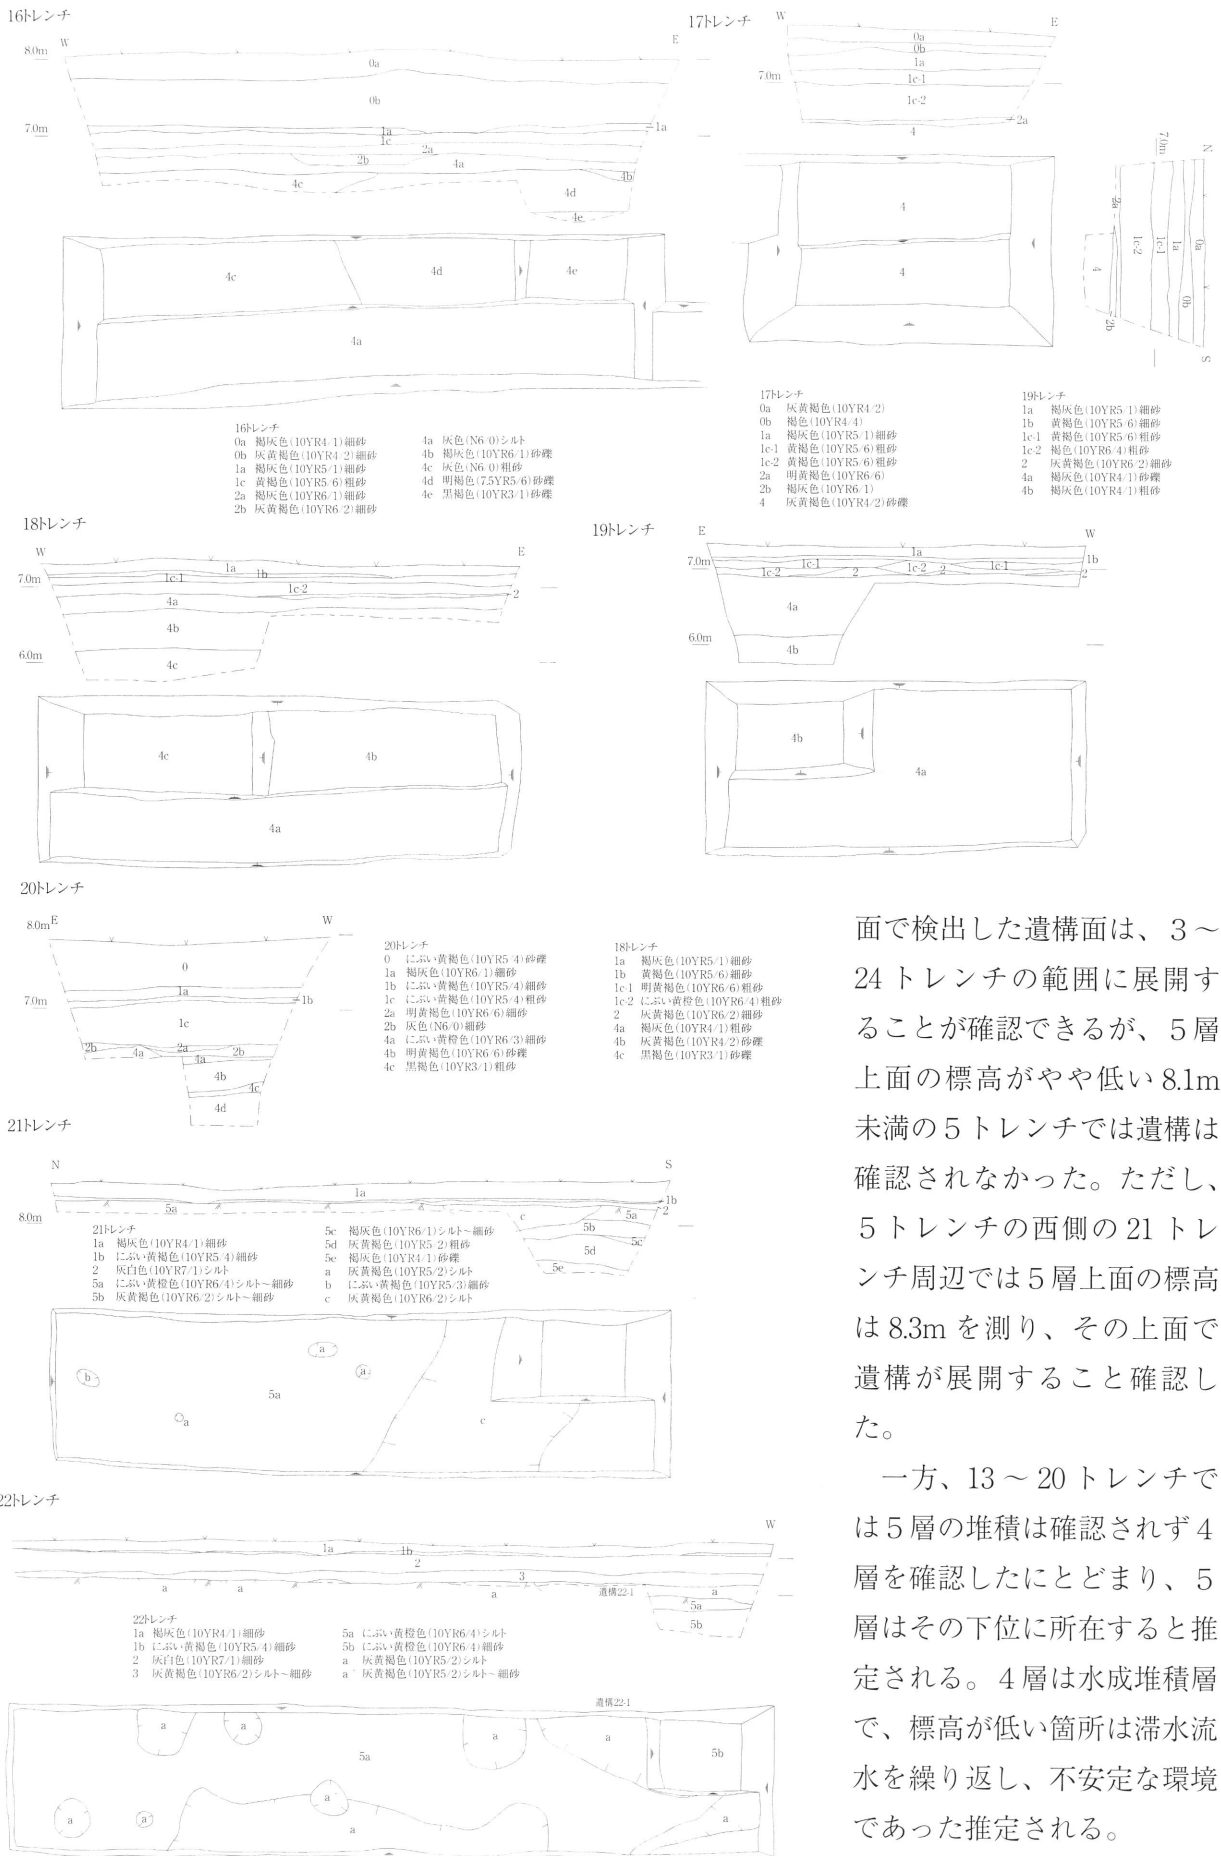 16トレンチ
W
8.0m
E
0a
0b
7.0m
1a
1a
1c
2a
2b
4a
4b
4c
4d
4e
4c
4d
4e
4a
17トレンチ
W
E
0a
0b
1a
7.0m
1c-1
1c-2
2a
4
4
4
7.0m
N
2a
1c-2
1c-1
1a
0a
4
0b
2b
S
16トレンチ
0a 褐灰色(10YR4/1)細砂
0b 灰黄褐色(10YR4/2)細砂
1a 褐灰色(10YR5/1)細砂
1c 黄褐色(10YR5/6)粗砂
2a 褐灰色(10YR6/1)細砂
2b 灰黄褐色(10YR6/2)細砂
4a 灰色(N6/0)シルト
4b 褐灰色(10YR6/1)砂礫
4c 灰色(N6/0)粗砂
4d 明褐色(7.5YR5/6)砂礫
4e 黒褐色(10YR3/1)砂礫
17トレンチ
0a 灰黄褐色(10YR4/2)
0b 褐色(10YR4/4)
1a 褐灰色(10YR5/1)細砂
1c-1 黄褐色(10YR5/6)粗砂
1c-2 黄褐色(10YR5/6)粗砂
2a 明黄褐色(10YR6/6)
2b 褐灰色(10YR6/1)
4 灰黄褐色(10YR4/2)砂礫
19トレンチ
1a 褐灰色(10YR5/1)細砂
1b 黄褐色(10YR5/6)細砂
1c-1 黄褐色(10YR5/6)粗砂
1c-2 褐色(10YR6/4)粗砂
2 灰黄褐色(10YR6/2)細砂
4a 褐灰色(10YR4/1)砂礫
4b 褐灰色(10YR4/1)粗砂
18トレンチ
W
E
7.0m
1a
1b
1c-1
1c-2
2
4a
4b
6.0m
4c
4c
4b
4a
19トレンチ
E
W
7.0m
1a
1b
1c-1
1c-2
2
1c-2
2
1c-1
2
4a
6.0m
4b
4b
4a
20トレンチ
8.0m
E
W
0
7.0m
1a
1b
1c
2b
4a
2a
2b
4a
4b
4c
4d
20トレンチ
0 にぶい黄褐色(10YR5/4)砂礫
1a 褐灰色(10YR6/1)細砂
1b にぶい黄褐色(10YR5/4)細砂
1c にぶい黄褐色(10YR5/4)粗砂
2a 明黄褐色(10YR6/6)細砂
2b 灰色(N6/0)細砂
4a にぶい黄橙色(10YR6/3)細砂
4b 明黄褐色(10YR6/6)砂礫
4c 黒褐色(10YR3/1)粗砂
18トレンチ
1a 褐灰色(10YR5/1)細砂
1b 黄褐色(10YR5/6)細砂
1c-1 明黄褐色(10YR6/6)粗砂
1c-2 にぶい黄橙色(10YR6/4)粗砂
2 灰黄褐色(10YR6/2)細砂
4a 褐灰色(10YR4/1)粗砂
4b 灰黄褐色(10YR4/2)砂礫
4c 黒褐色(10YR3/1)砂礫
21トレンチ
N
S
1a
1b
2
8.0m
5a
c
5a
5b
5c
5d
5e
21トレンチ
1a 褐灰色(10YR4/1)細砂
1b にぶい黄褐色(10YR5/4)細砂
2 灰白色(10YR7/1)シルト
5a にぶい黄橙色(10YR6/4)シルト～細砂
5b 灰黄褐色(10YR6/2)シルト～細砂
5c 褐灰色(10YR6/1)シルト～細砂
5d 灰黄褐色(10YR5/2)粗砂
5e 褐灰色(10YR4/1)砂礫
a 灰黄褐色(10YR5/2)シルト
b にぶい黄褐色(10YR5/3)細砂
c 灰黄褐色(10YR6/2)シルト
a
b
a
5a
a
c
22トレンチ
W
1a
1b
2
3
a
a
a
遺構22-1
a
5a
5b
22トレンチ
1a 褐灰色(10YR4/1)細砂
1b にぶい黄褐色(10YR5/4)細砂
2 灰白色(10YR7/1)細砂
3 灰黄褐色(10YR6/2)シルト～細砂
5a にぶい黄橙色(10YR6/4)シルト
5b にぶい黄橙色(10YR6/4)細砂
a 灰黄褐色(10YR5/2)シルト
a´ 灰黄褐色(10YR5/2)シルト～細砂
遺構22-1
a
a
a
a
5a
5b
a
a
a
a
a
面で検出した遺構面は、３～
24 トレンチの範囲に展開す
ることが確認できるが、５層
上面の標高がやや低い 8.1m
未満の５トレンチでは遺構は
確認されなかった。ただし、
５トレンチの西側の 21 トレ
ンチ周辺では５層上面の標高
は 8.3m を測り、その上面で
遺構が展開すること確認し
た。
一方、13 ～ 20 トレンチで
は５層の堆積は確認されず４
層を確認したにとどまり、５
層はその下位に所在すると推
定される。４層は水成堆積層
で、標高が低い箇所は滞水流
水を繰り返し、不安定な環境
であった推定される。